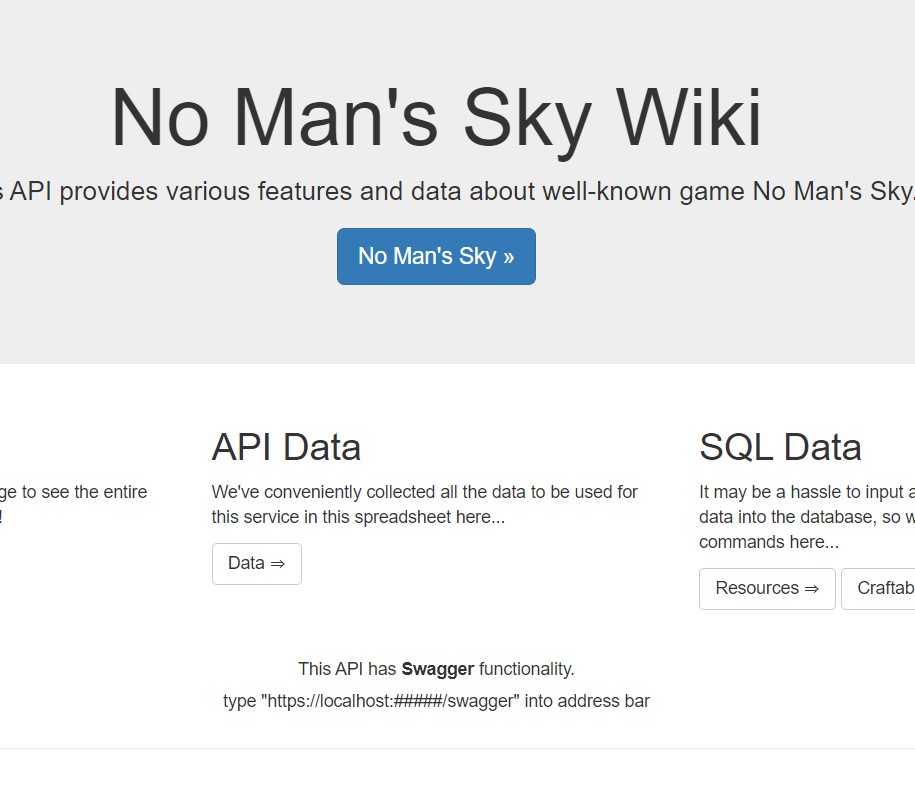 No Man's Sky Wiki
API provides various features and data about well-known game No Man's Sky.
No Man's Sky »
ge to see the entire
!
API Data
We've conveniently collected all the data to be used for
this service in this spreadsheet here...
Data ⇒
SQL Data
It may be a hassle to input a
data into the database, so w
commands here...
Resources ⇒
Craftab
This API has Swagger functionality.
type "https://localhost:#####/swagger" into address bar